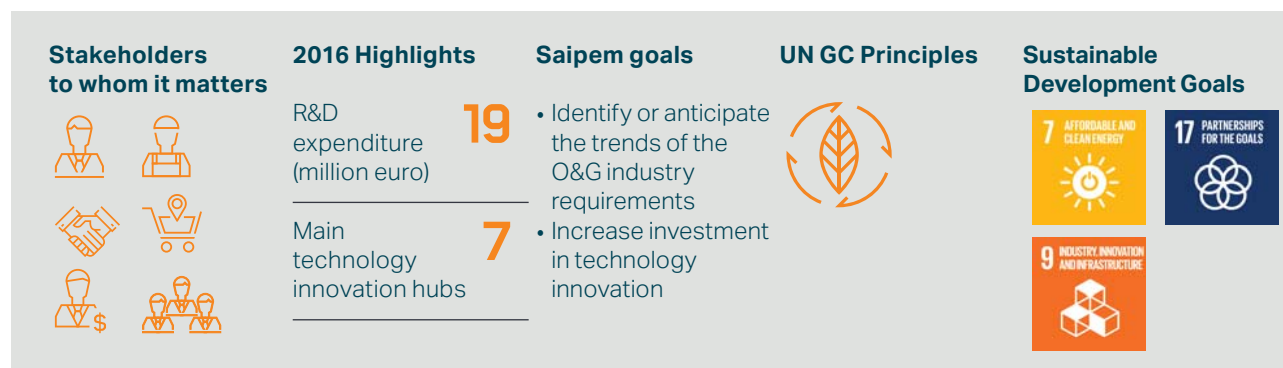 Stakeholders
to whom it matters
2016 Highlights
R&D
expenditure
(million euro)
19
Main
technology
innovation hubs
7
Saipem goals
• Identify or anticipate
the trends of the
O&G industry
requirements
• Increase investment
in technology
innovation
UN GC Principles
Sustainable
Development Goals
7 AFFORDABLE AND
CLEAN ENERGY
17 PARTNERSHIPS
FOR THE GOALS
9 INDUSTRY, INNOVATION
AND INFRASTRUCTURE
$